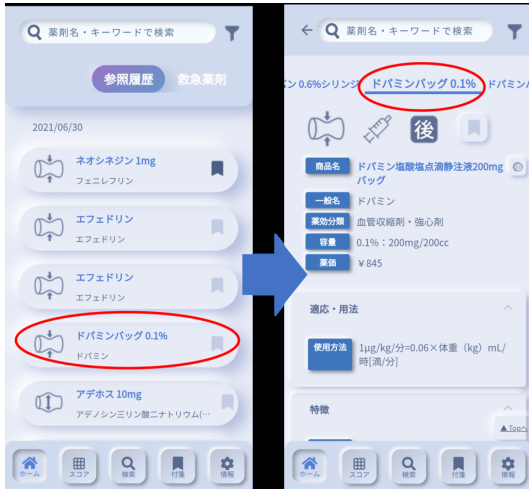 薬剤名・キーワードで検索
参照履歴 救急薬剤
2021/06/30
ネオシネジン 1mg
フェニレフリン
エフェドリン
エフェドリン
エフェドリン
エフェドリン
ドパミンバッグ 0.1%
ドパミン
アデホス 10mg
アデノシン三リン酸二ナトリウム(…
ホーム スコア 検索 付箋 情報
薬剤名・キーワードで検索
ン 0.6%シリンジ ドパミンバッグ 0.1% ドパミンバ
後
商品名 ドパミン塩酸塩点滴静注液200mg
バッグ
一般名 ドパミン
薬効分類 血管収縮剤・強心剤
容量 0.1%:200mg/200cc
薬価 ¥845
適応・用法
使用方法 1μg/kg/分=0.06×体重(kg)mL/
時[滴/分]
特徴
▲Topへ
ホーム スコア 検索 付箋 情報